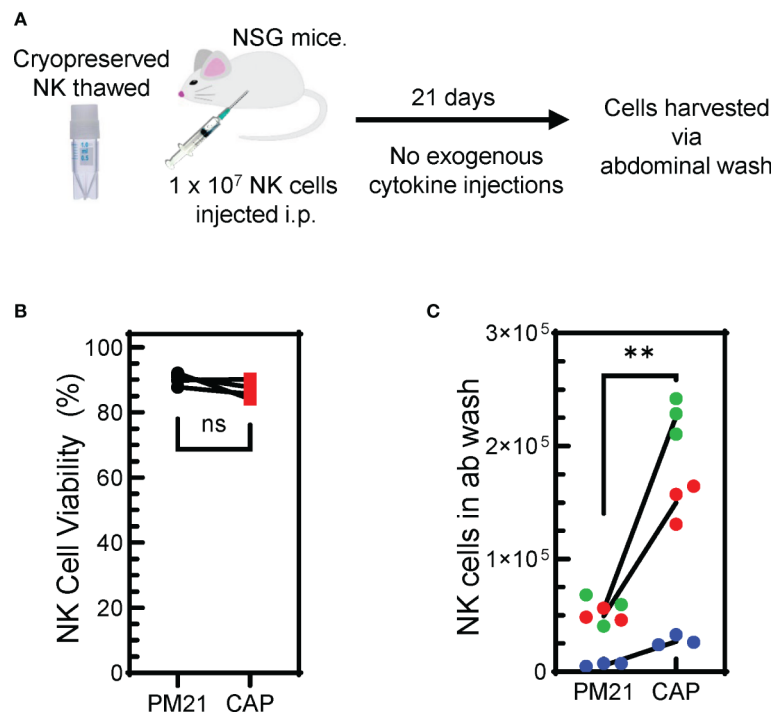 A
Cryopreserved
NK thawed
NSG mice.
1 x 10⁷ NK cells
injected i.p.
21 days
No exogenous
cytokine injections
Cells harvested
via
abdominal wash
B
NK Cell Viability (%)
100
80
60
40
20
0
ns
PM21 CAP
C
NK cells in ab wash
3×10⁵
2×10⁵
1×10⁵
0
**
PM21 CAP